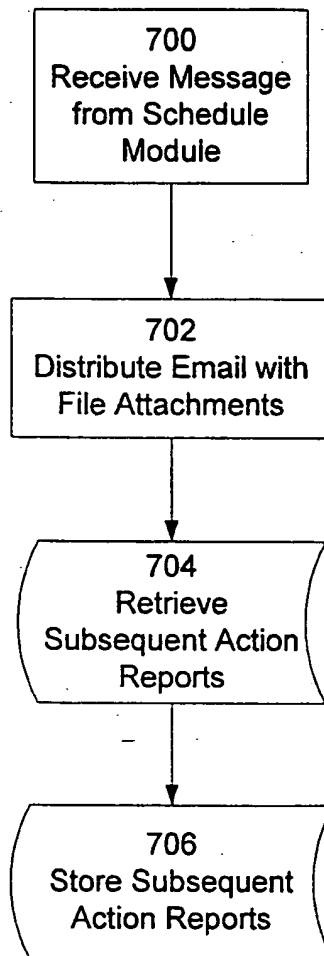 700
Receive Message
from Schedule
Module
702
Distribute Email with
File Attachments
704
Retrieve
Subsequent Action
Reports
706
Store Subsequent
Action Reports